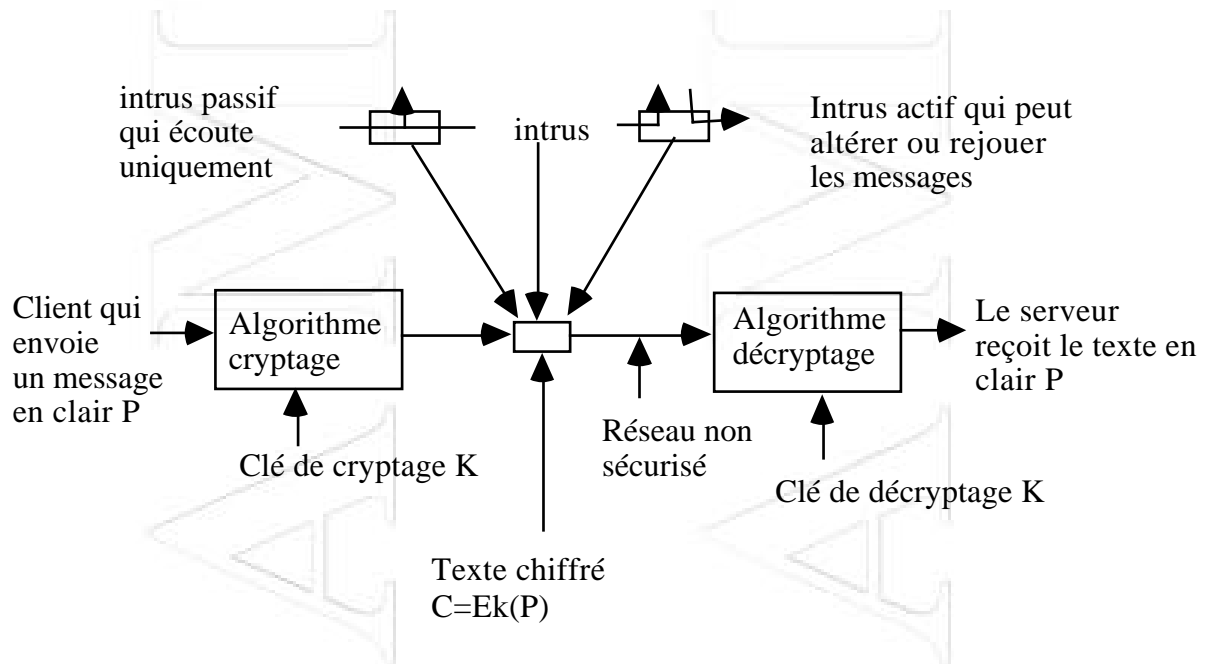 intrus passif
qui écoute
uniquement
intrus
Intrus actif qui peut
altérer ou rejouer
les messages
Client qui
envoie
un message
en clair P
Algorithme
cryptage
Algorithme
décryptage
Le serveur
reçoit le texte en
clair P
Clé de cryptage K
Réseau non
sécurisé
Clé de décryptage K
Texte chiffré
C=Ek(P)